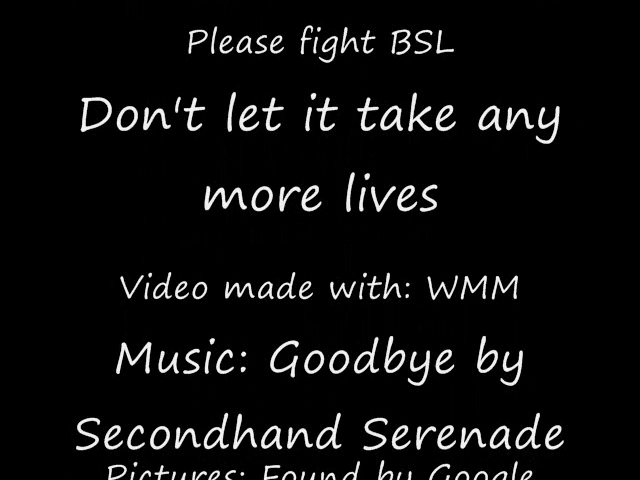 Please fight BSL
Don't let it take any
more lives
Video made with: WMM
Music: Goodbye by
Secondhand Serenade
Pictures: Found by Google